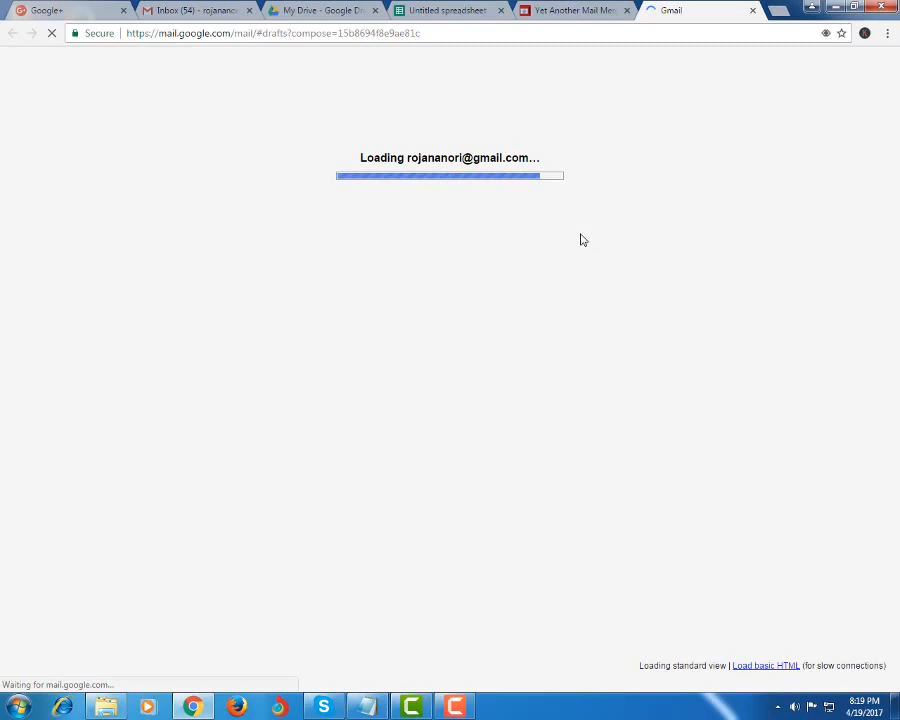 Google+
Inbox (54) - rojananor
My Drive - Google Dr
Untitled spreadsheet
Yet Another Mail Mer
Gmail
Secure
https://mail.google.com/mail/#drafts?compose=15b8694f8e9ae81c
K
Loading rojananori@gmail.com…
Loading standard view | Load basic HTML (for slow connections)
Waiting for mail.google.com...
8:19 PM
4/19/2017